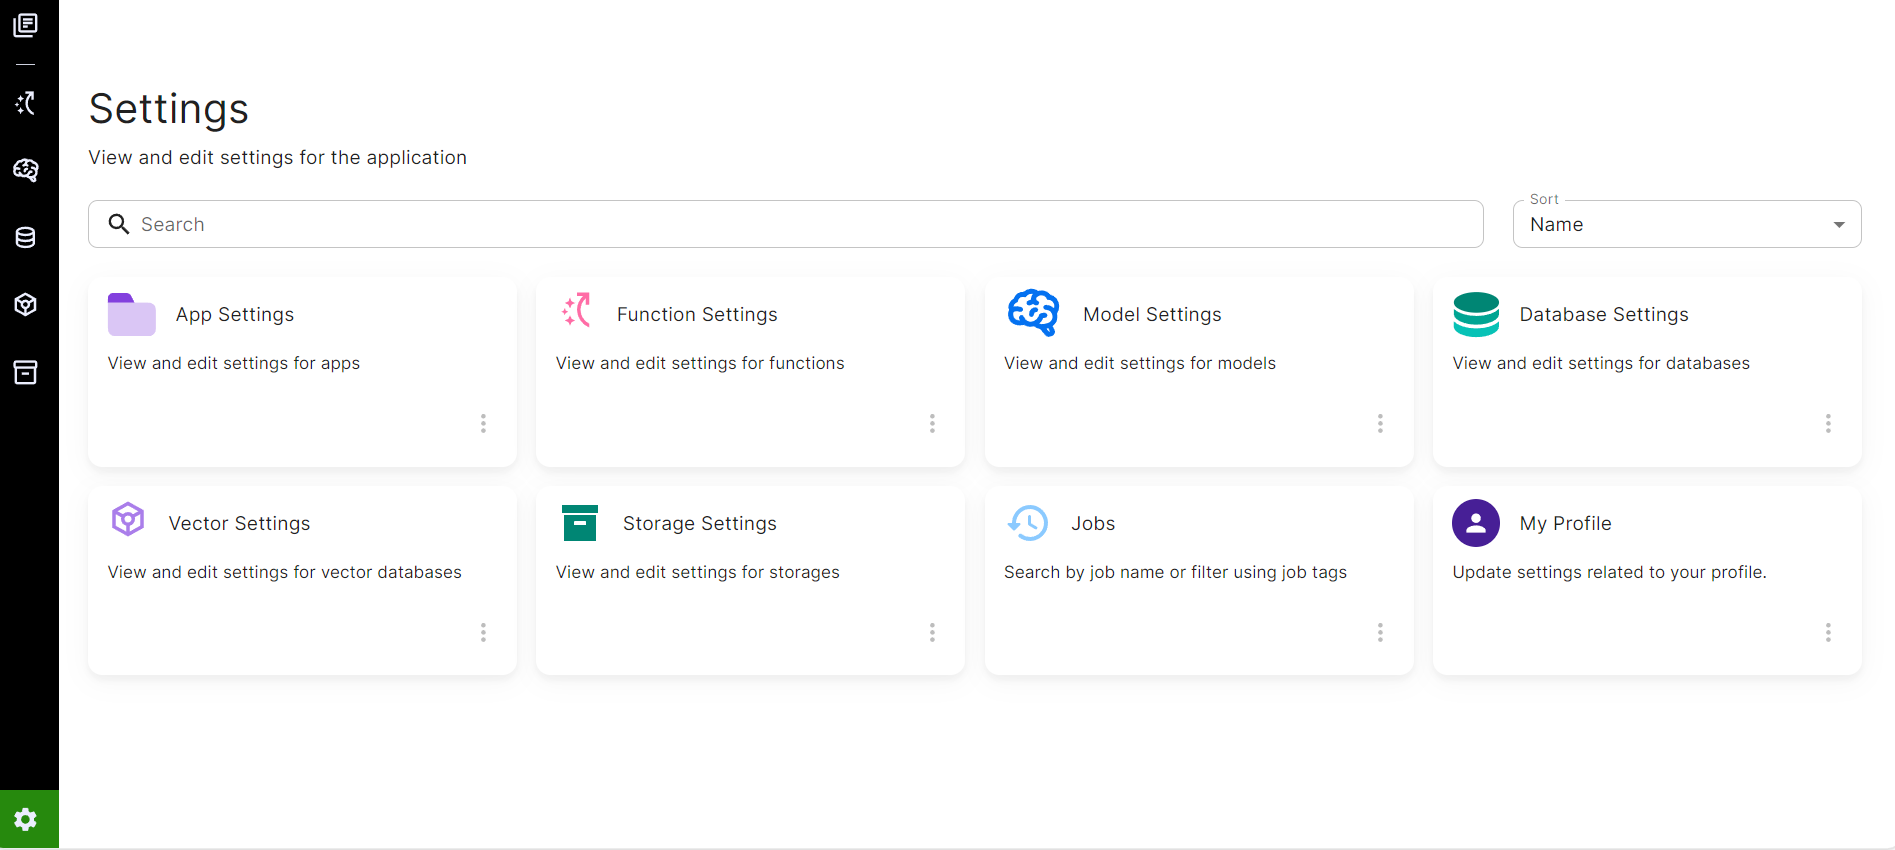 Settings
View and edit settings for the application
Search
Sort
Name
App Settings
View and edit settings for apps
Function Settings
View and edit settings for functions
Model Settings
View and edit settings for models
Database Settings
View and edit settings for databases
Vector Settings
View and edit settings for vector databases
Storage Settings
View and edit settings for storages
Jobs
Search by job name or filter using job tags
My Profile
Update settings related to your profile.